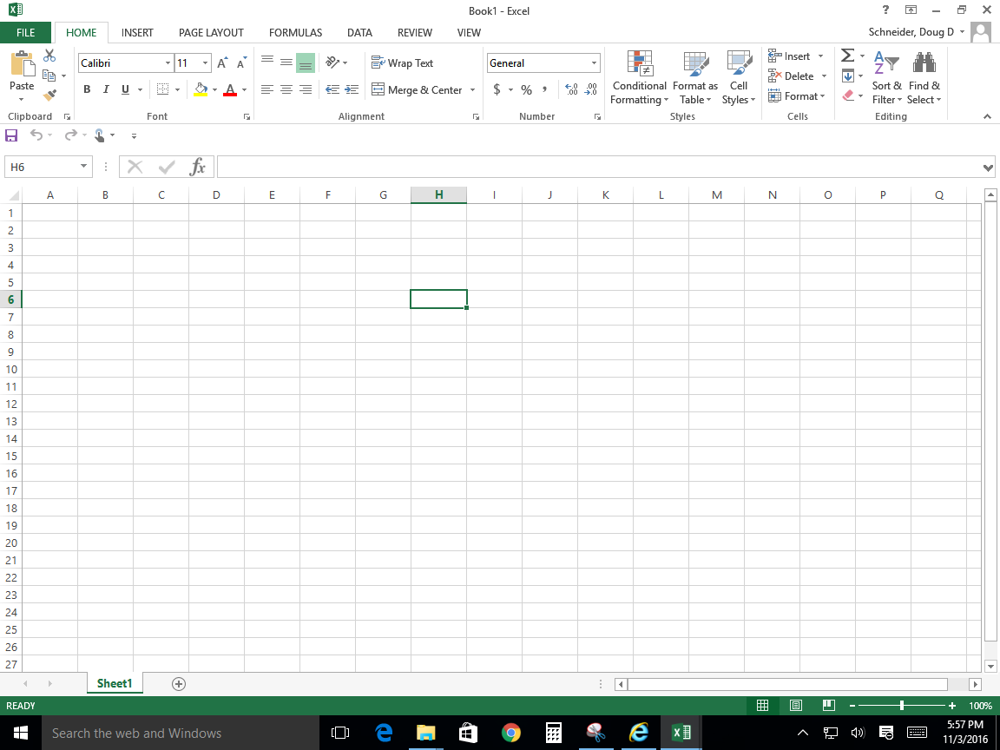 Book1 - Excel
?
FILE HOME INSERT PAGE LAYOUT FORMULAS DATA REVIEW VIEW Schneider, Doug D
Paste
Calibri 11 A A
B I U A
Wrap Text
Merge & Center
General
$ % ,
Conditional Formatting
Format as Table
Cell Styles
Insert
Delete
Format
Sort & Filter
Find & Select
Clipboard Font Alignment Number Styles Cells Editing
H6 fx
A B C D E F G H I J K L M N O P Q
1
2
3
4
5
6
7
8
9
10
11
12
13
14
15
16
17
18
19
20
21
22
23
24
25
26
27
Sheet1
READY 100%
Search the web and Windows
5:57 PM
11/3/2016